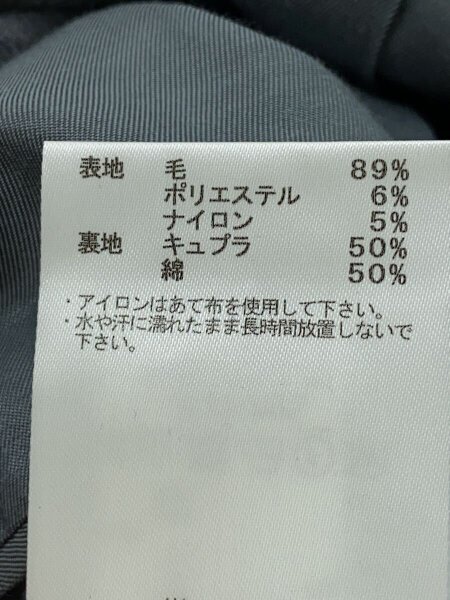 表地 毛 89%
ポリエステル 6%
ナイロン 5%
裏地 キュプラ 50%
綿 50%
・アイロンはあて布を使用して下さい。
・水や汗に濡れたまま長時間放置しないで
下さい。